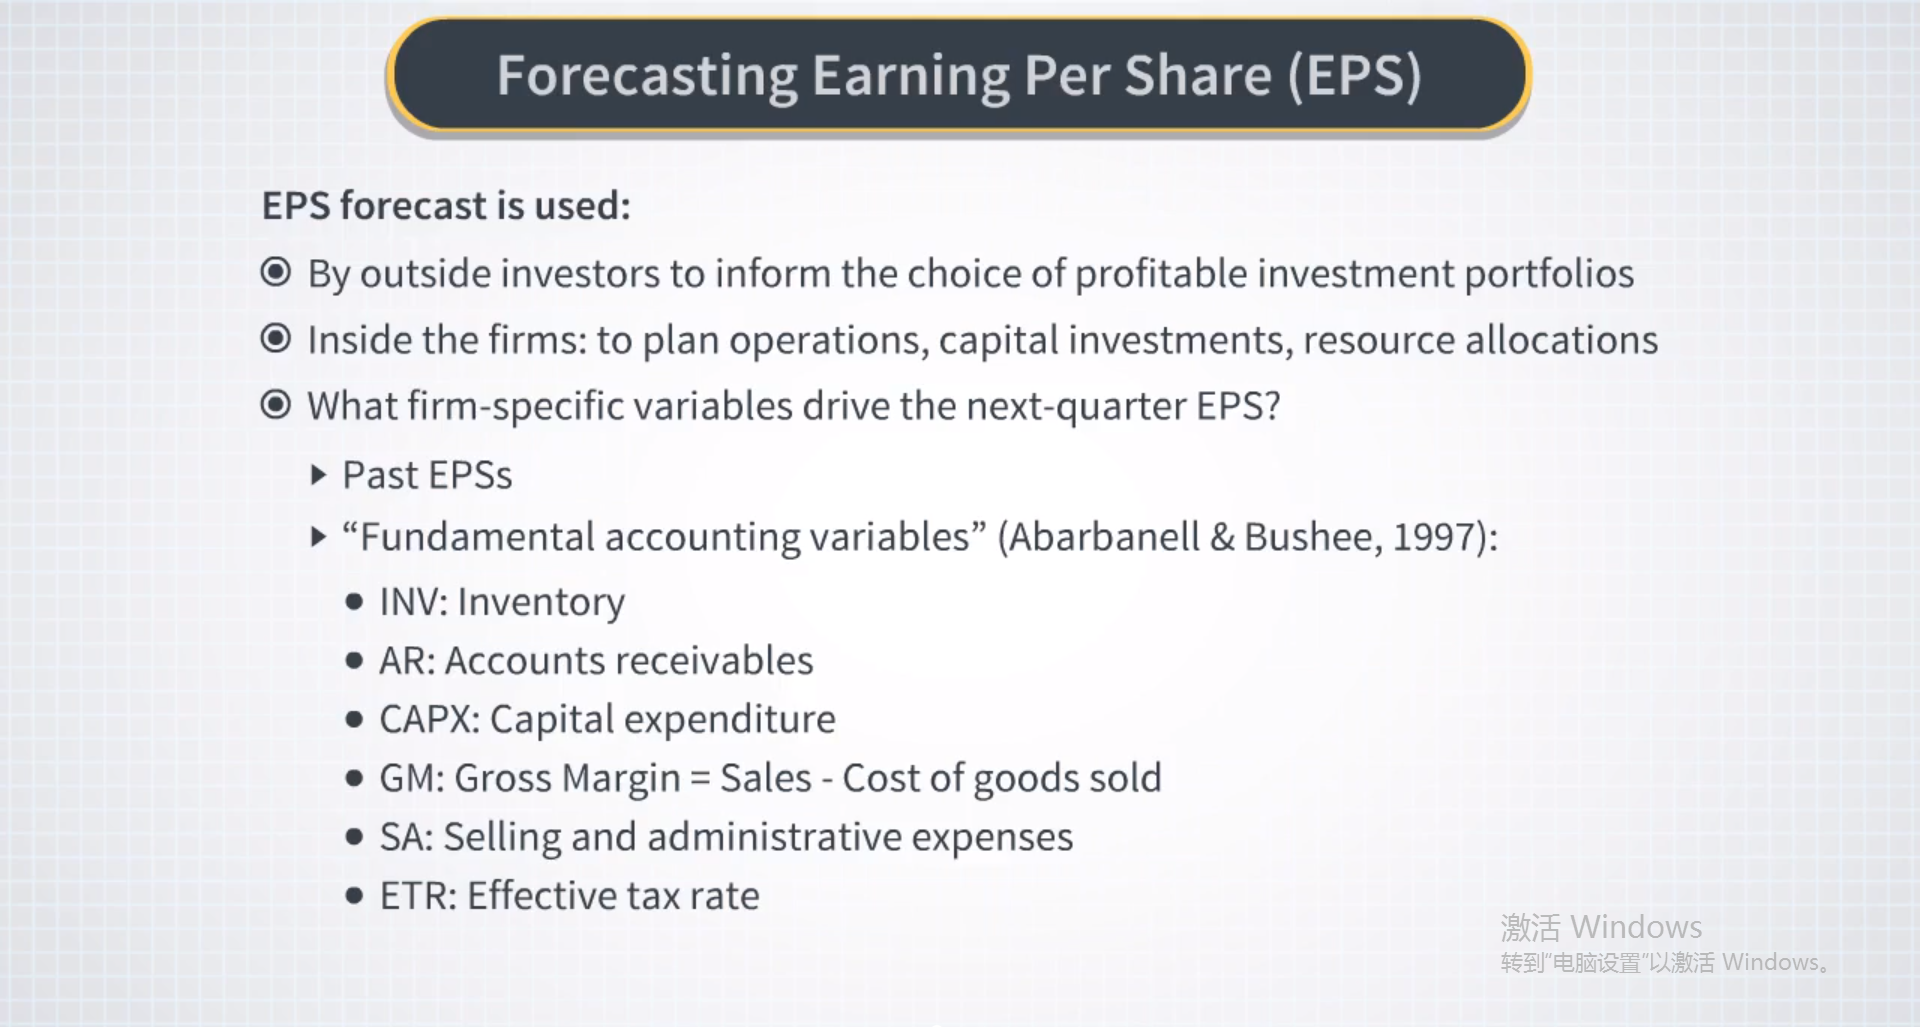 Forecasting Earning Per Share (EPS)
EPS forecast is used:
By outside investors to inform the choice of profitable investment portfolios
Inside the firms: to plan operations, capital investments, resource allocations
What firm-specific variables drive the next-quarter EPS?
Past EPSs
“Fundamental accounting variables” (Abarbanell & Bushee, 1997):
INV: Inventory
AR: Accounts receivables
CAPX: Capital expenditure
GM: Gross Margin = Sales - Cost of goods sold
SA: Selling and administrative expenses
ETR: Effective tax rate
激活 Windows
转到“电脑设置”以激活 Windows。